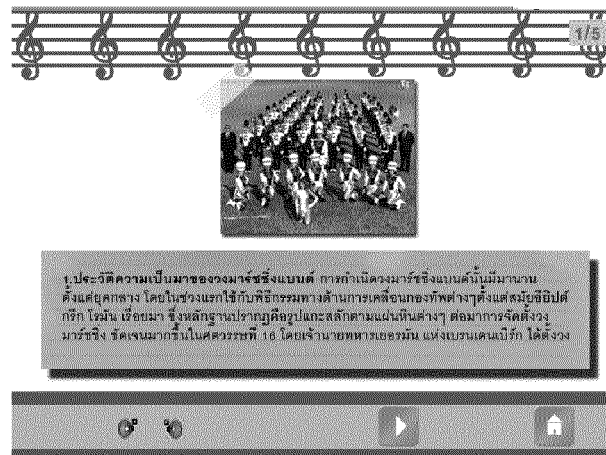 1/5
1.ประวัติความเป็นมาของวงมาร์ชชิ่งแบนด์ การกำเนิดวงมาร์ชชิ่งแบนด์นั้นมีมานาน
ตั้งแต่ยุคกลาง โดยในช่วงแรกใช้กับพิธีกรรมทางด้านการเคลื่อนกองทัพต่างๆตั้งแต่สมัยอียิปต์
กรีก โรมัน เรื่อยมา ซึ่งหลักฐานปรากฏคือรูปแกะสลักตามแผ่นหินต่างๆ ต่อมาการจัดตั้งวง
มาร์ชชิ่ง ชัดเจนมากขึ้นในศตวรรษที่ 16 โดยเจ้านายทหารเยอรมัน แห่งเบรนเดนเบิร์ก ได้ตั้งวง